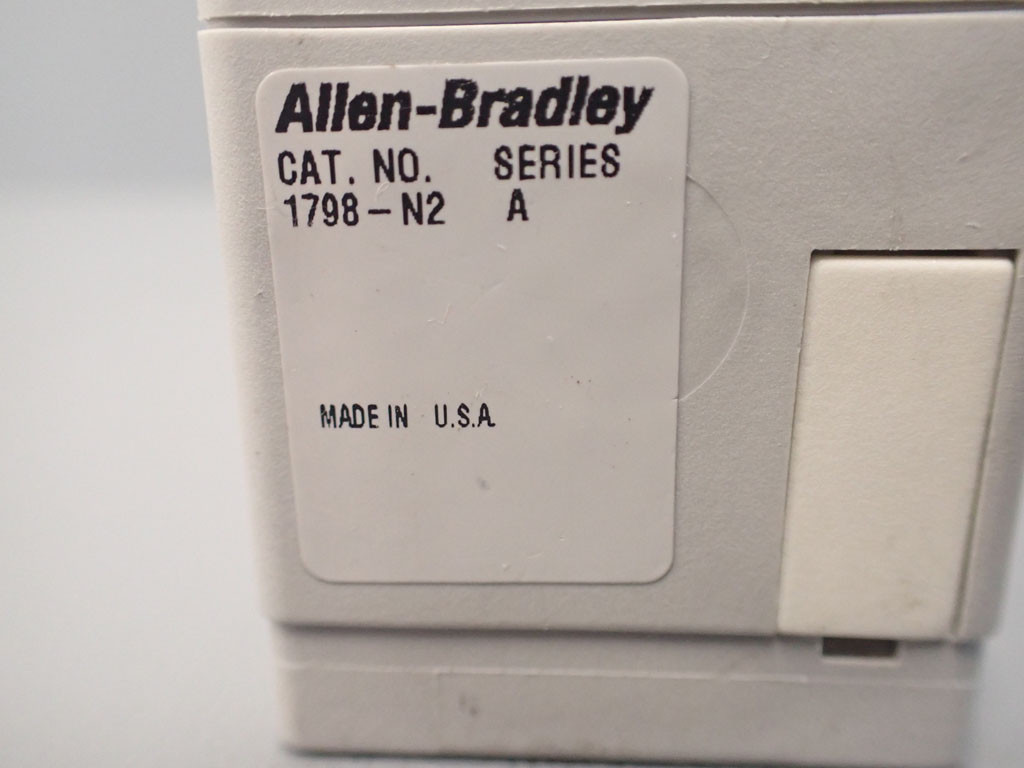 Allen-Bradley
CAT. NO. SERIES
1798-N2 A
MADE IN U.S.A.